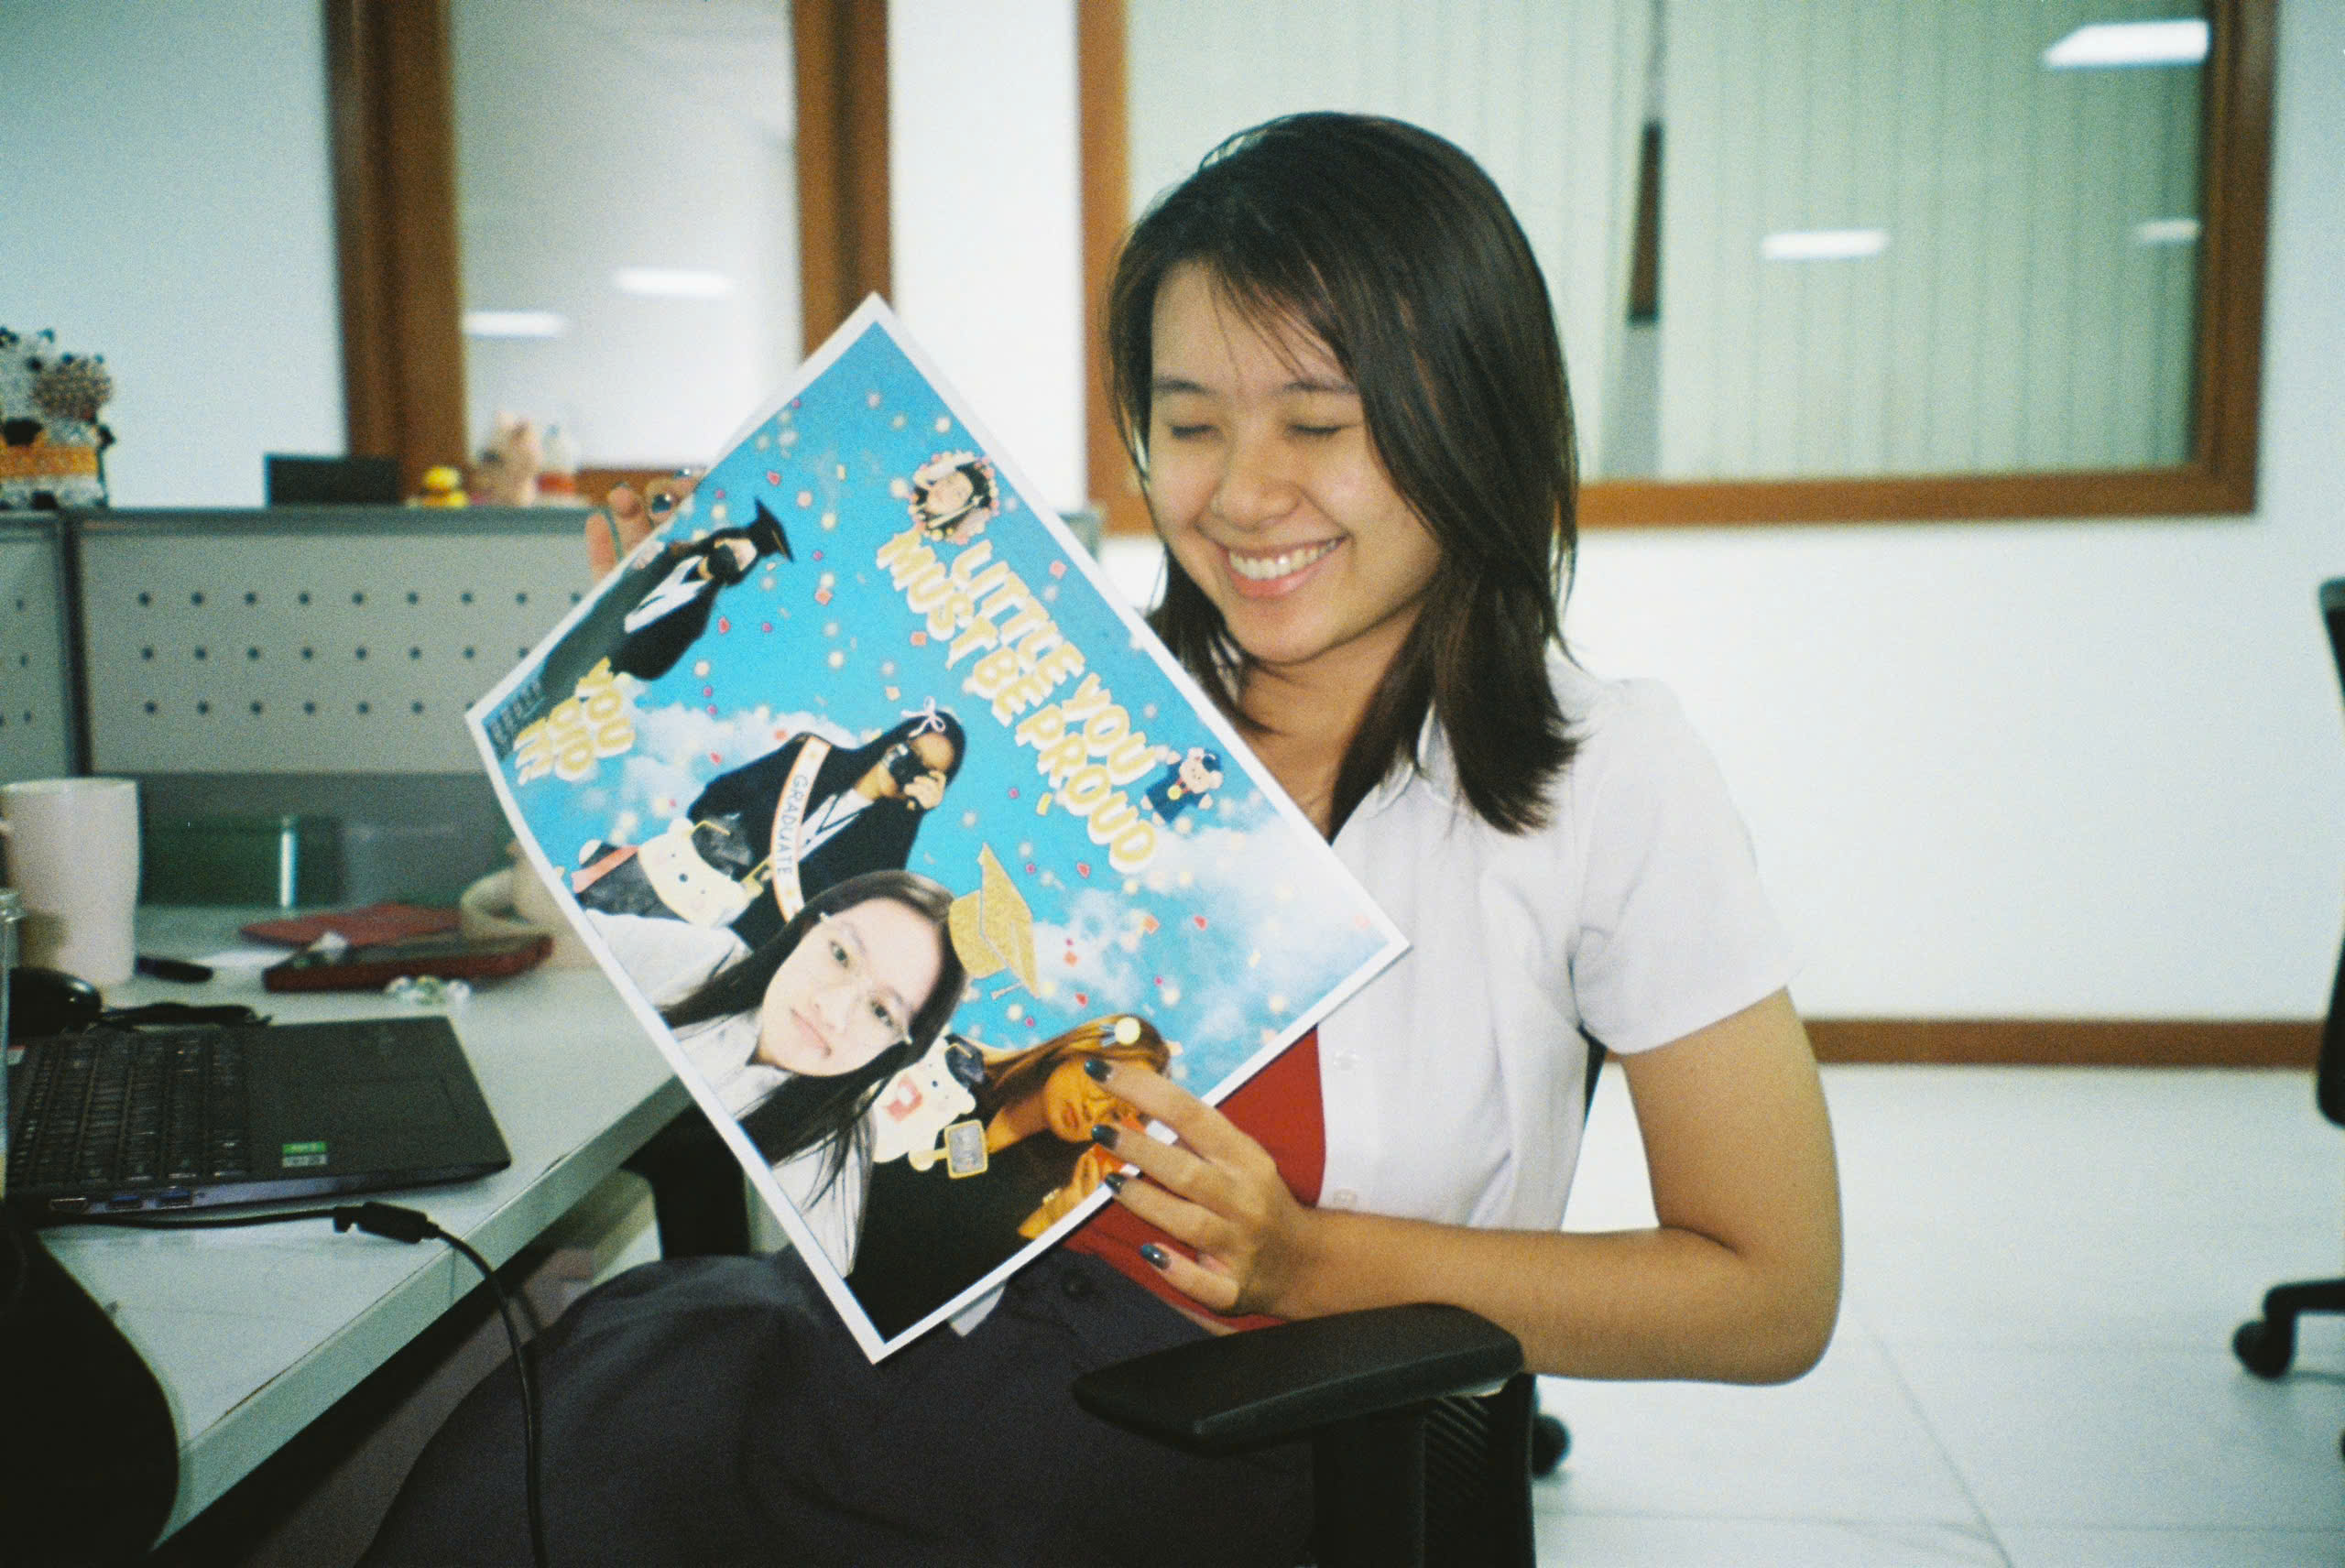 LITTLE YOU
MUST BE PROUD
YOU
DID
IT!
GRADUATE